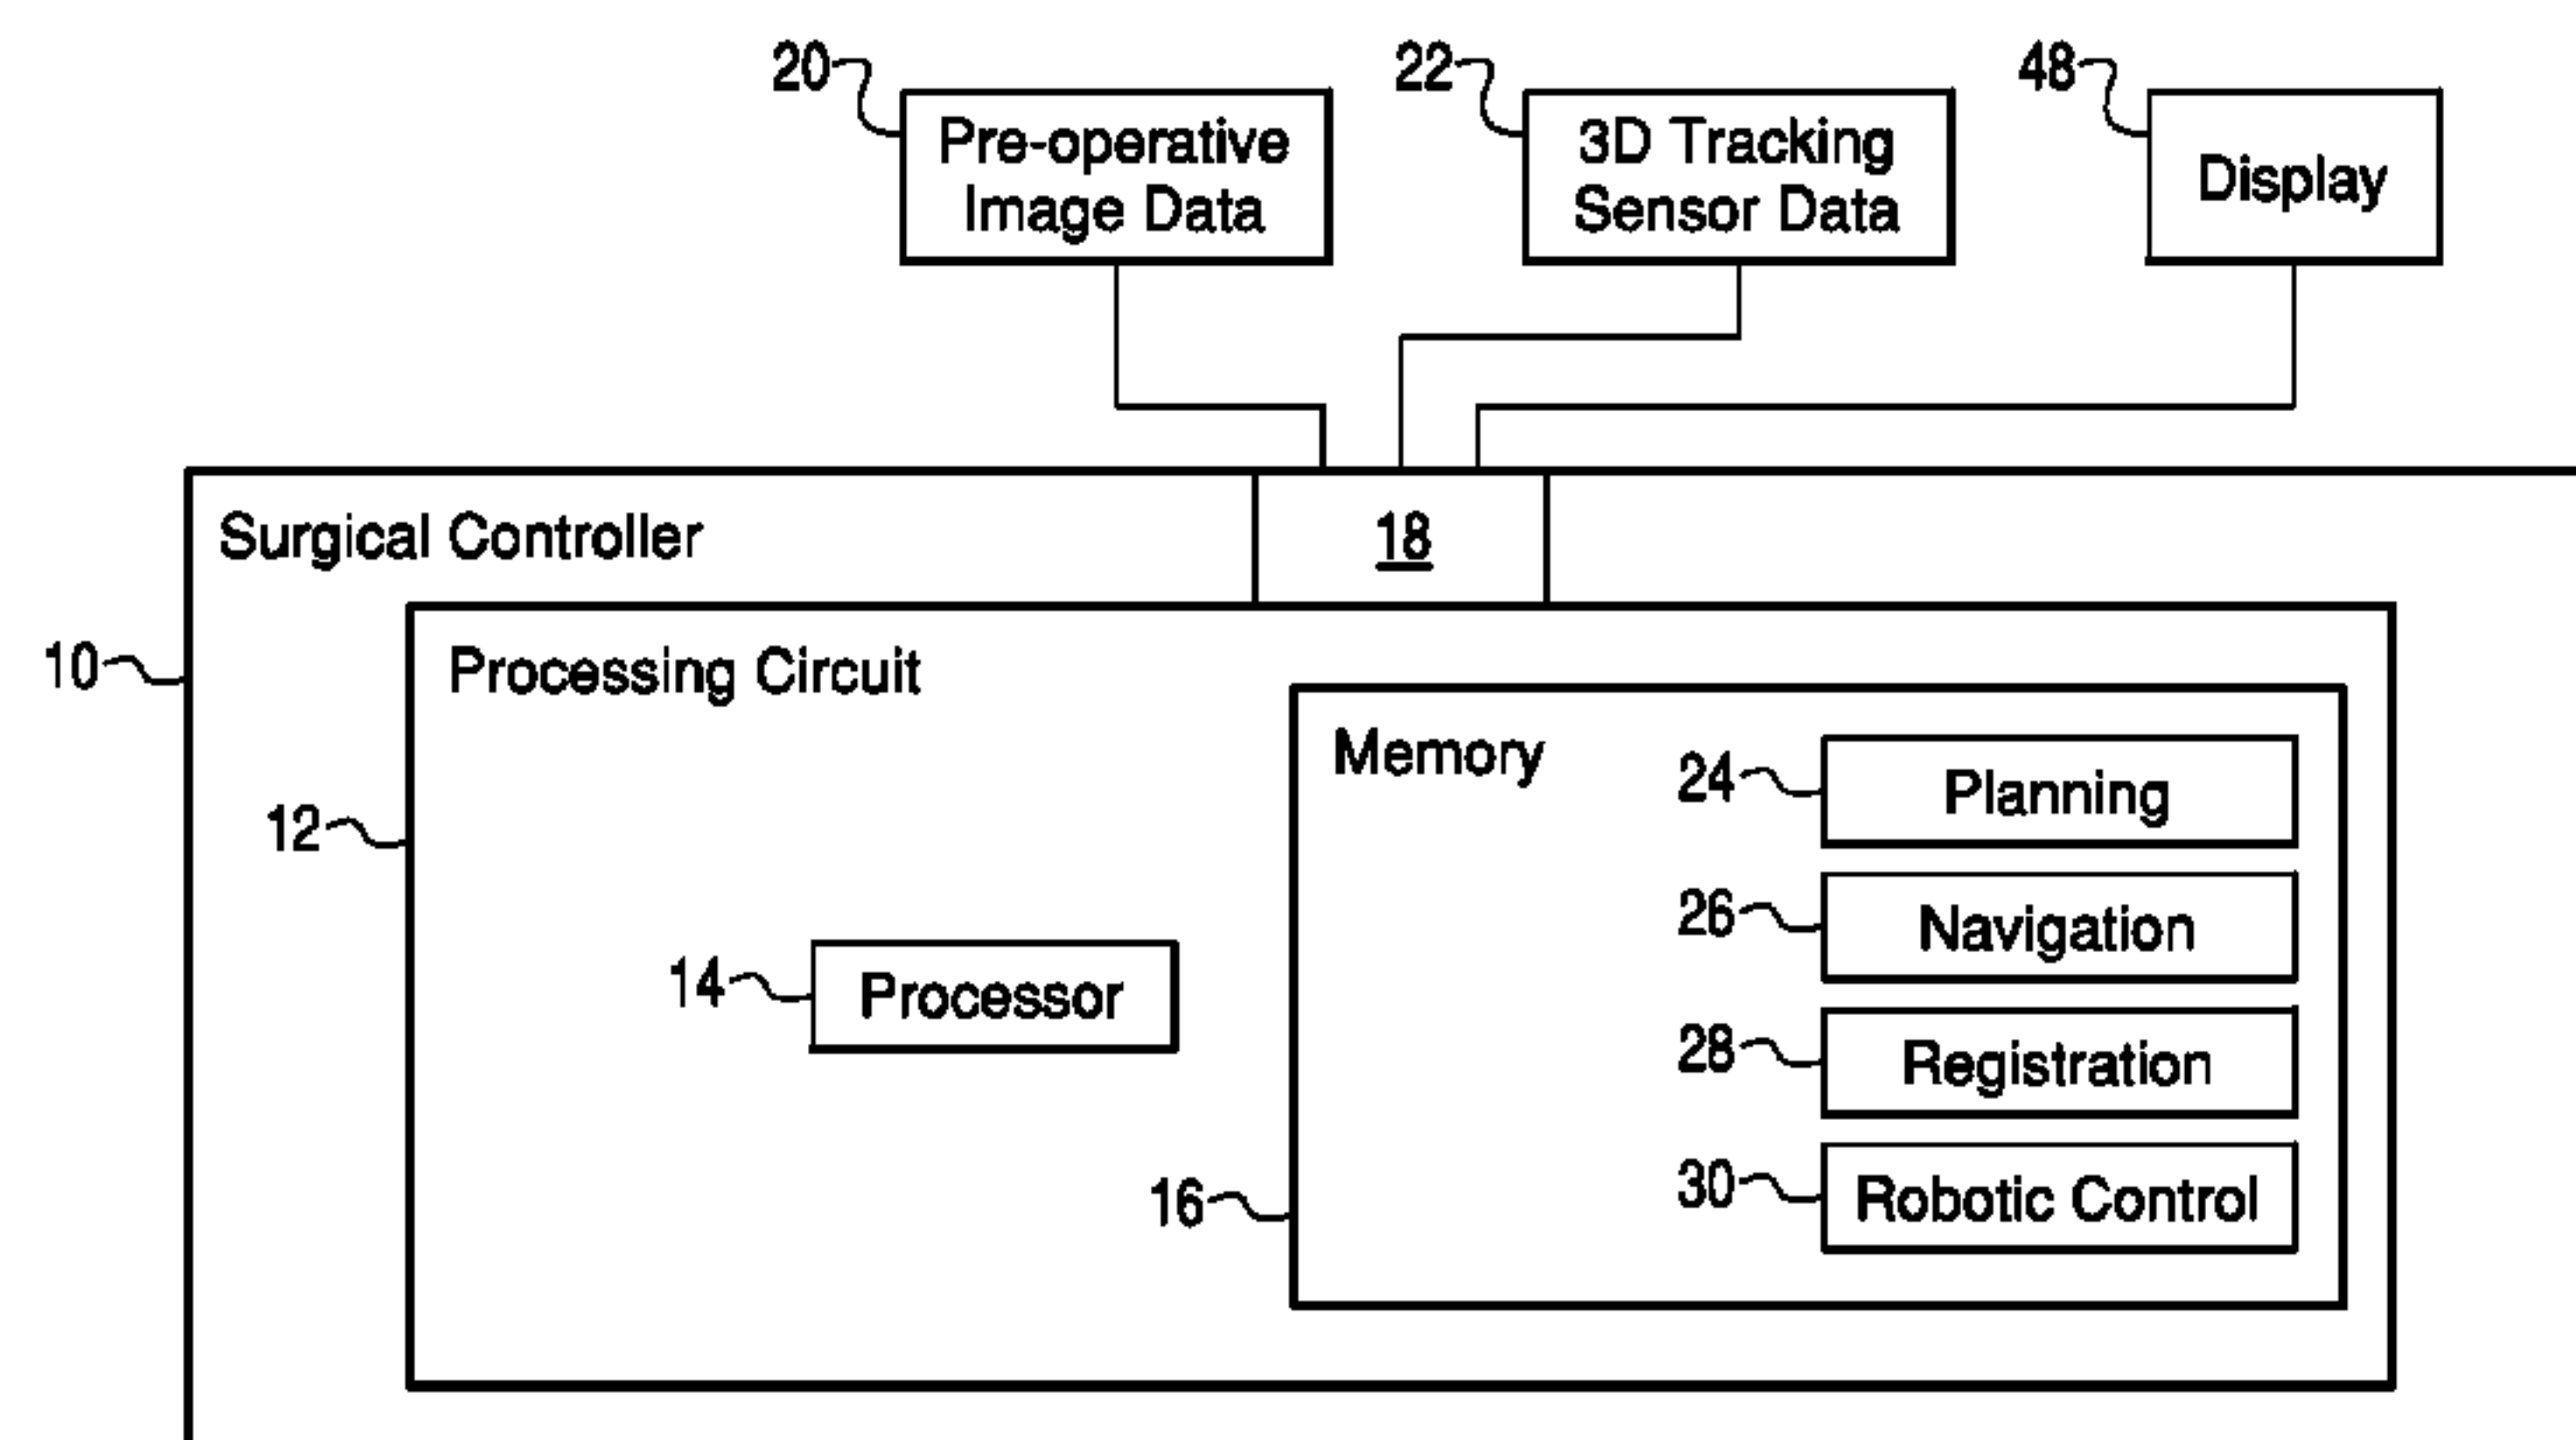 20
Pre-operative
Image Data
22
3D Tracking
Sensor Data
48
Display
Surgical Controller
18
10
Processing Circuit
12
Memory
24
Planning
26
Navigation
14
Processor
28
Registration
16
30
Robotic Control